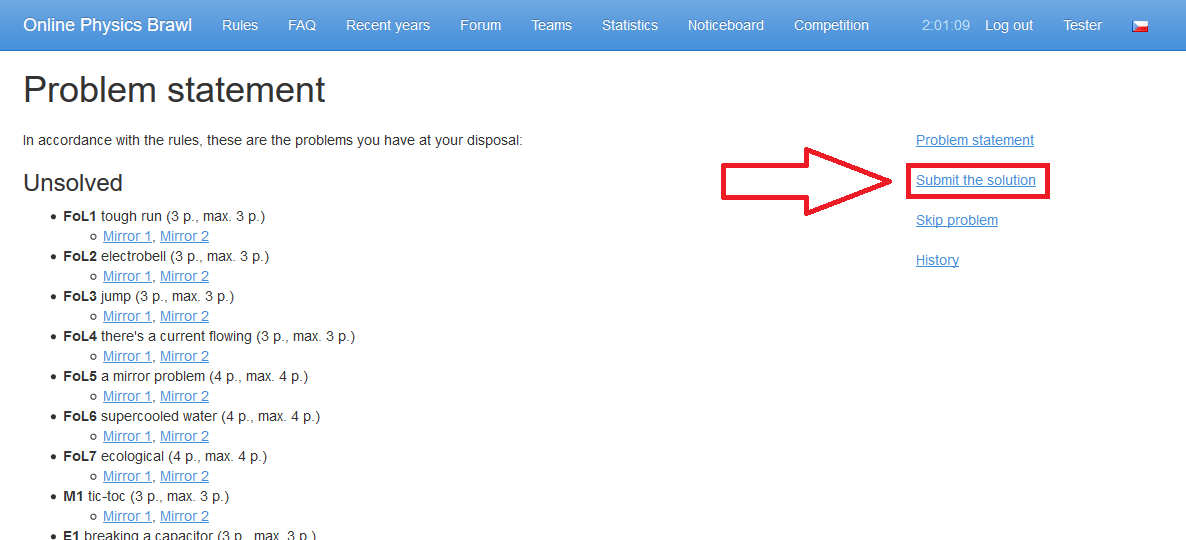 Online Physics Brawl Rules FAQ Recent years Forum Teams Statistics Noticeboard Competition 2:01:09 Log out Tester
Problem statement
In accordance with the rules, these are the problems you have at your disposal:
Unsolved
FoL1 tough run (3 p., max. 3 p.)
Mirror 1, Mirror 2
FoL2 electrobell (3 p., max. 3 p.)
Mirror 1, Mirror 2
FoL3 jump (3 p., max. 3 p.)
Mirror 1, Mirror 2
FoL4 there's a current flowing (3 p., max. 3 p.)
Mirror 1, Mirror 2
FoL5 a mirror problem (4 p., max. 4 p.)
Mirror 1, Mirror 2
FoL6 supercooled water (4 p., max. 4 p.)
Mirror 1, Mirror 2
FoL7 ecological (4 p., max. 4 p.)
Mirror 1, Mirror 2
M1 tic-toc (3 p., max. 3 p.)
Mirror 1, Mirror 2
E1 breaking a capacitor (3 p., max. 3 p.)
Problem statement
Submit the solution
Skip problem
History